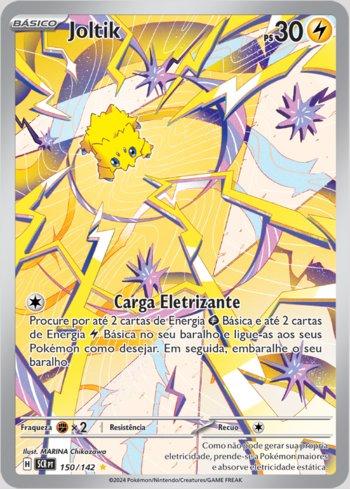 BÁSICO
Joltik
PS 30
Carga Eletrizante
Procure por até 2 cartas de Energia Básica e até 2 cartas
de Energia Básica no seu baralho e ligue-as aos seus
Pokémon como desejar. Em seguida, embaralhe o seu
baralho.
Fraqueza ×2 Resistência Recuo
Ilust. MARINA Chikazawa
H SCR PT 150/142
Como não pode gerar sua própria
eletricidade, prende-se a Pokémon maiores
e absorve eletricidade estática.
©2024 Pokémon/Nintendo/Creatures/GAME FREAK